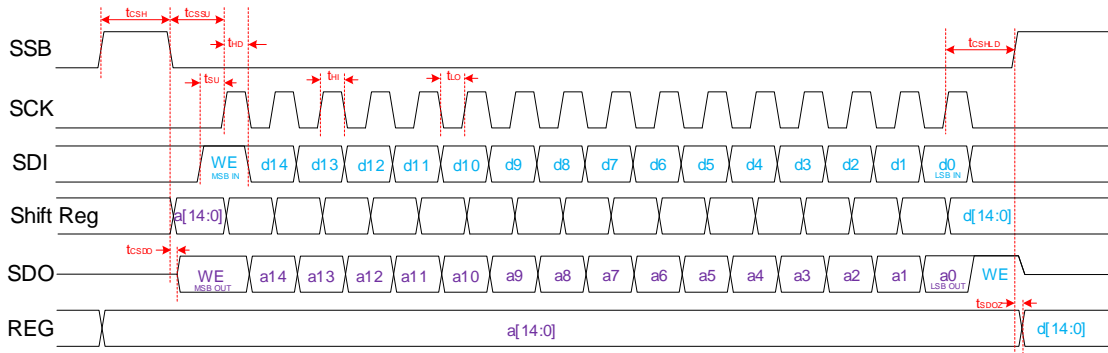 tCSH tCSSU
SSB tHD tCSHLD
tSU tHI tLO
SCK
SDI WE d14 d13 d12 d11 d10 d9 d8 d7 d6 d5 d4 d3 d2 d1 d0
MSB IN LSB IN
Shift Reg a[14:0] d[14:0]
tCSDO
SDO WE a14 a13 a12 a11 a10 a9 a8 a7 a6 a5 a4 a3 a2 a1 a0 WE
MSB OUT LSB OUT
tSDOZ
REG a[14:0] d[14:0]